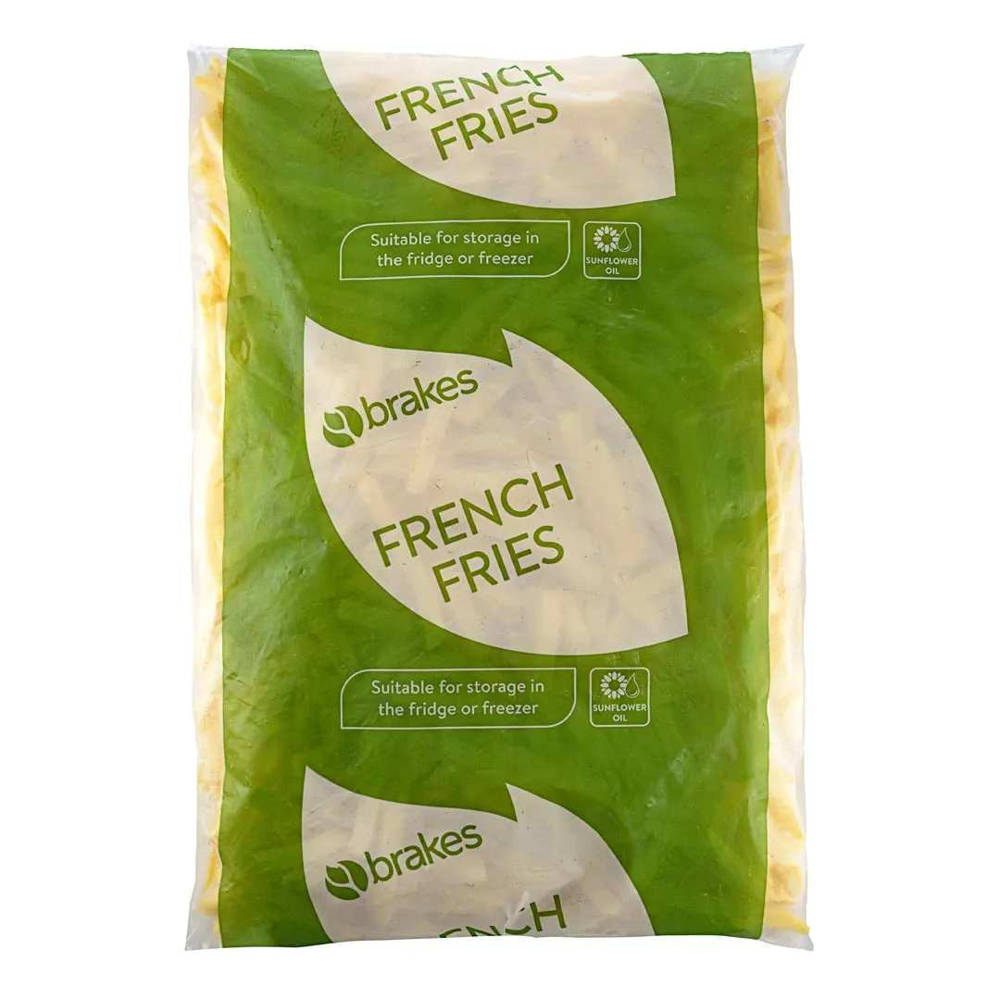 FRENCH
FRIES
Suitable for storage in
the fridge or freezer
SUNFLOWER
OIL
brakes
FRENCH
FRIES
Suitable for storage in
the fridge or freezer
SUNFLOWER
OIL
brakes
FRENCH